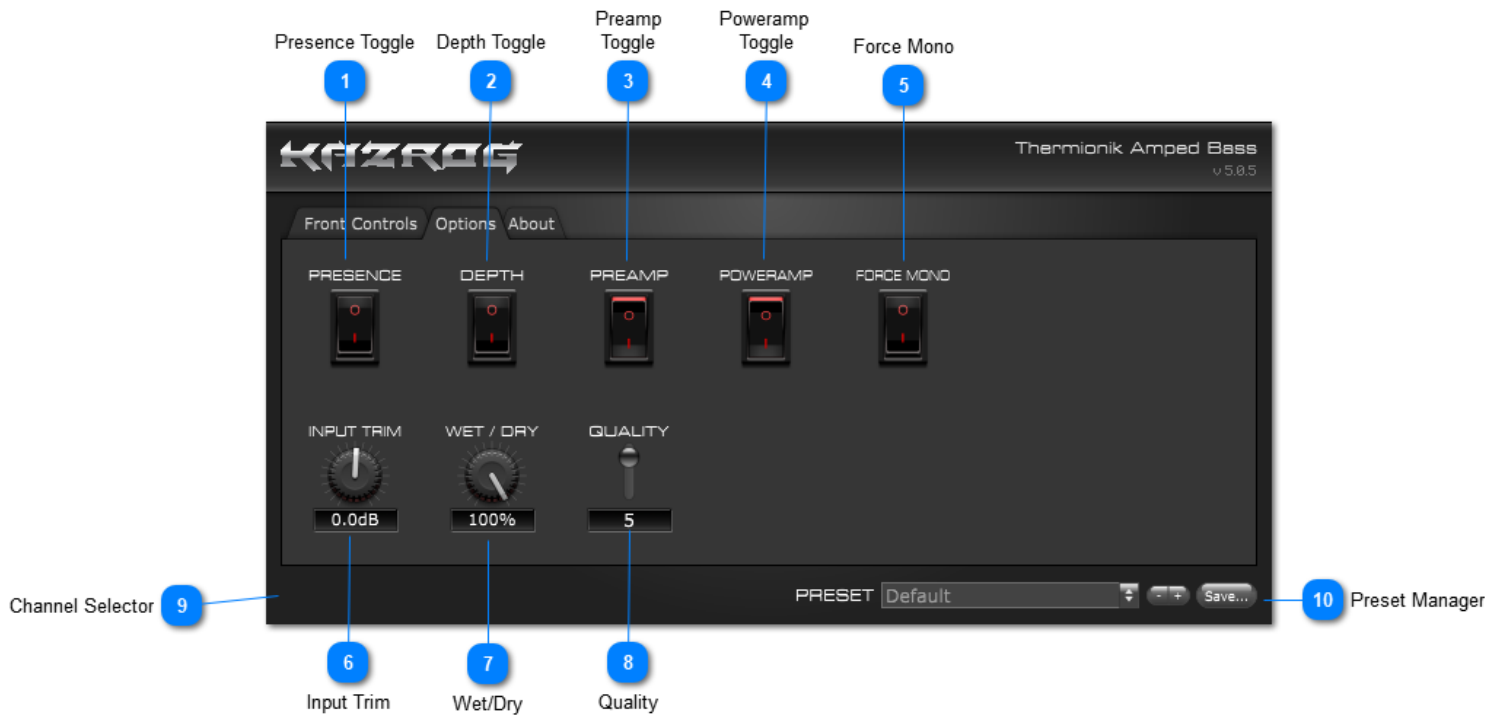 Preamp
Toggle
Poweramp
Toggle
Presence Toggle
Depth Toggle
Force Mono
1
2
3
4
5
KAZROG
Thermionik Amped Bass
v 5.0.5
Front Controls
Options
About
PRESENCE
DEPTH
PREAMP
POWERAMP
FORCE MONO
INPUT TRIM
WET / DRY
QUALITY
0.0dB
100%
5
Channel Selector
9
PRESET
Default
- +
Save...
10
Preset Manager
6
7
8
Input Trim
Wet/Dry
Quality